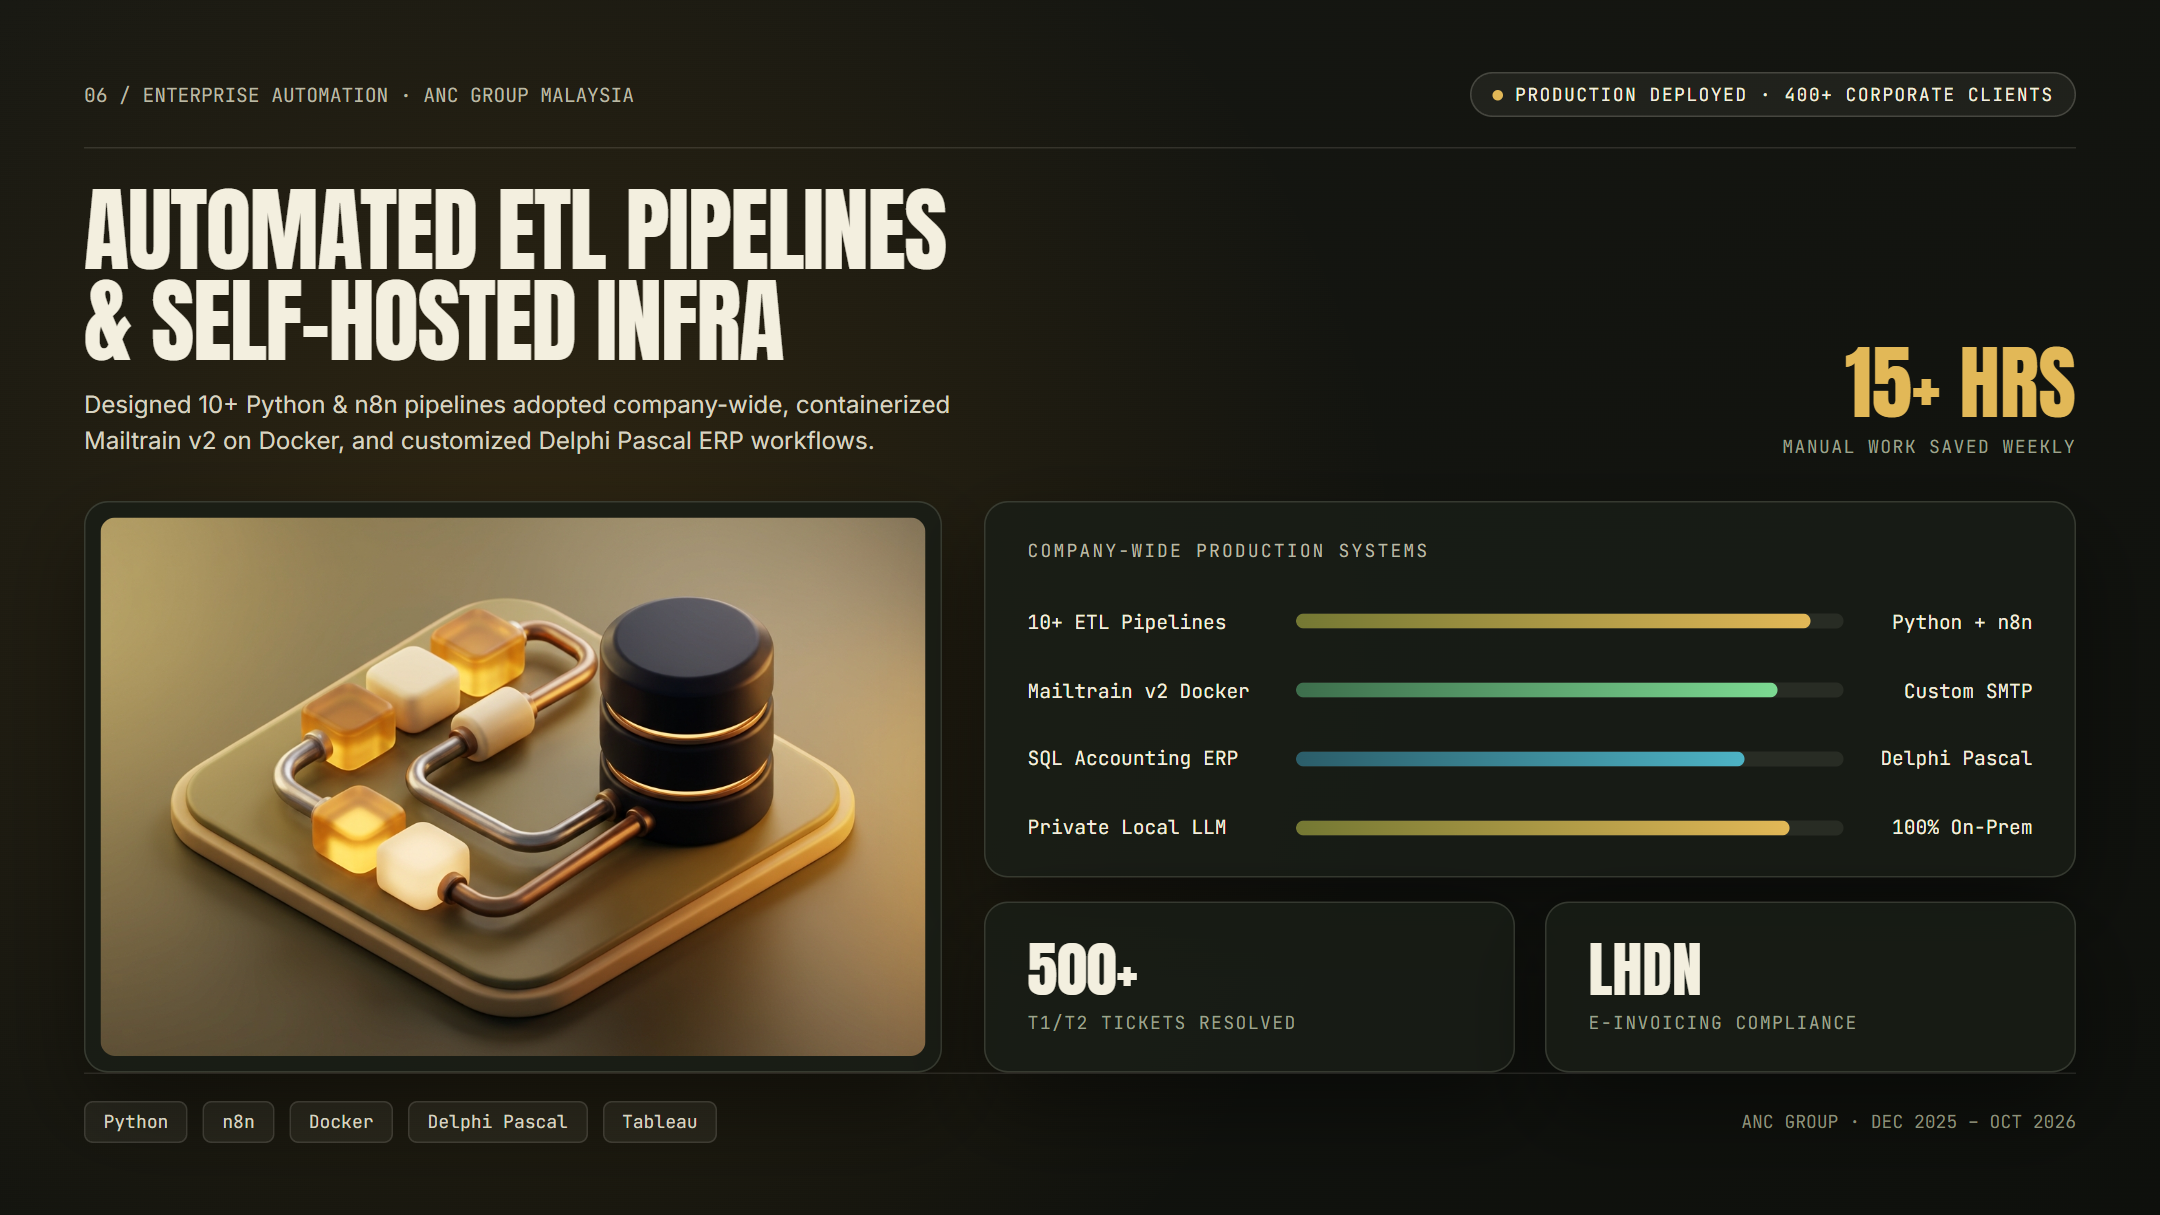 06 / ENTERPRISE AUTOMATION · ANC GROUP MALAYSIA
PRODUCTION DEPLOYED · 400+ CORPORATE CLIENTS
AUTOMATED ETL PIPELINES
& SELF-HOSTED INFRA
Designed 10+ Python & n8n pipelines adopted company-wide, containerized
Mailtrain v2 on Docker, and customized Delphi Pascal ERP workflows.
15+ HRS
MANUAL WORK SAVED WEEKLY
COMPANY-WIDE PRODUCTION SYSTEMS
10+ ETL Pipelines
Python + n8n
Mailtrain v2 Docker
Custom SMTP
SQL Accounting ERP
Delphi Pascal
Private Local LLM
100% On-Prem
500+
T1/T2 TICKETS RESOLVED
LHDN
E-INVOICING COMPLIANCE
Python
n8n
Docker
Delphi Pascal
Tableau
ANC GROUP · DEC 2025 – OCT 2026